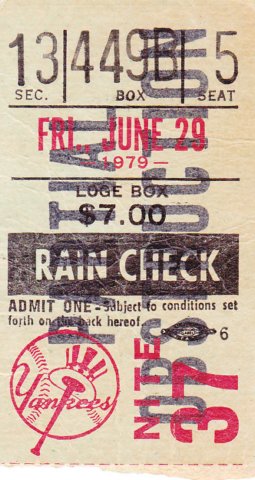 13 449B 5
SEC. BOX SEAT
FRI., JUNE 29
-1979-
LOGE BOX
$7.00
RAIN CHECK
ADMIT ONE-Subject to conditions set
forth on the back hereof.
6
Yankees
NITE
37